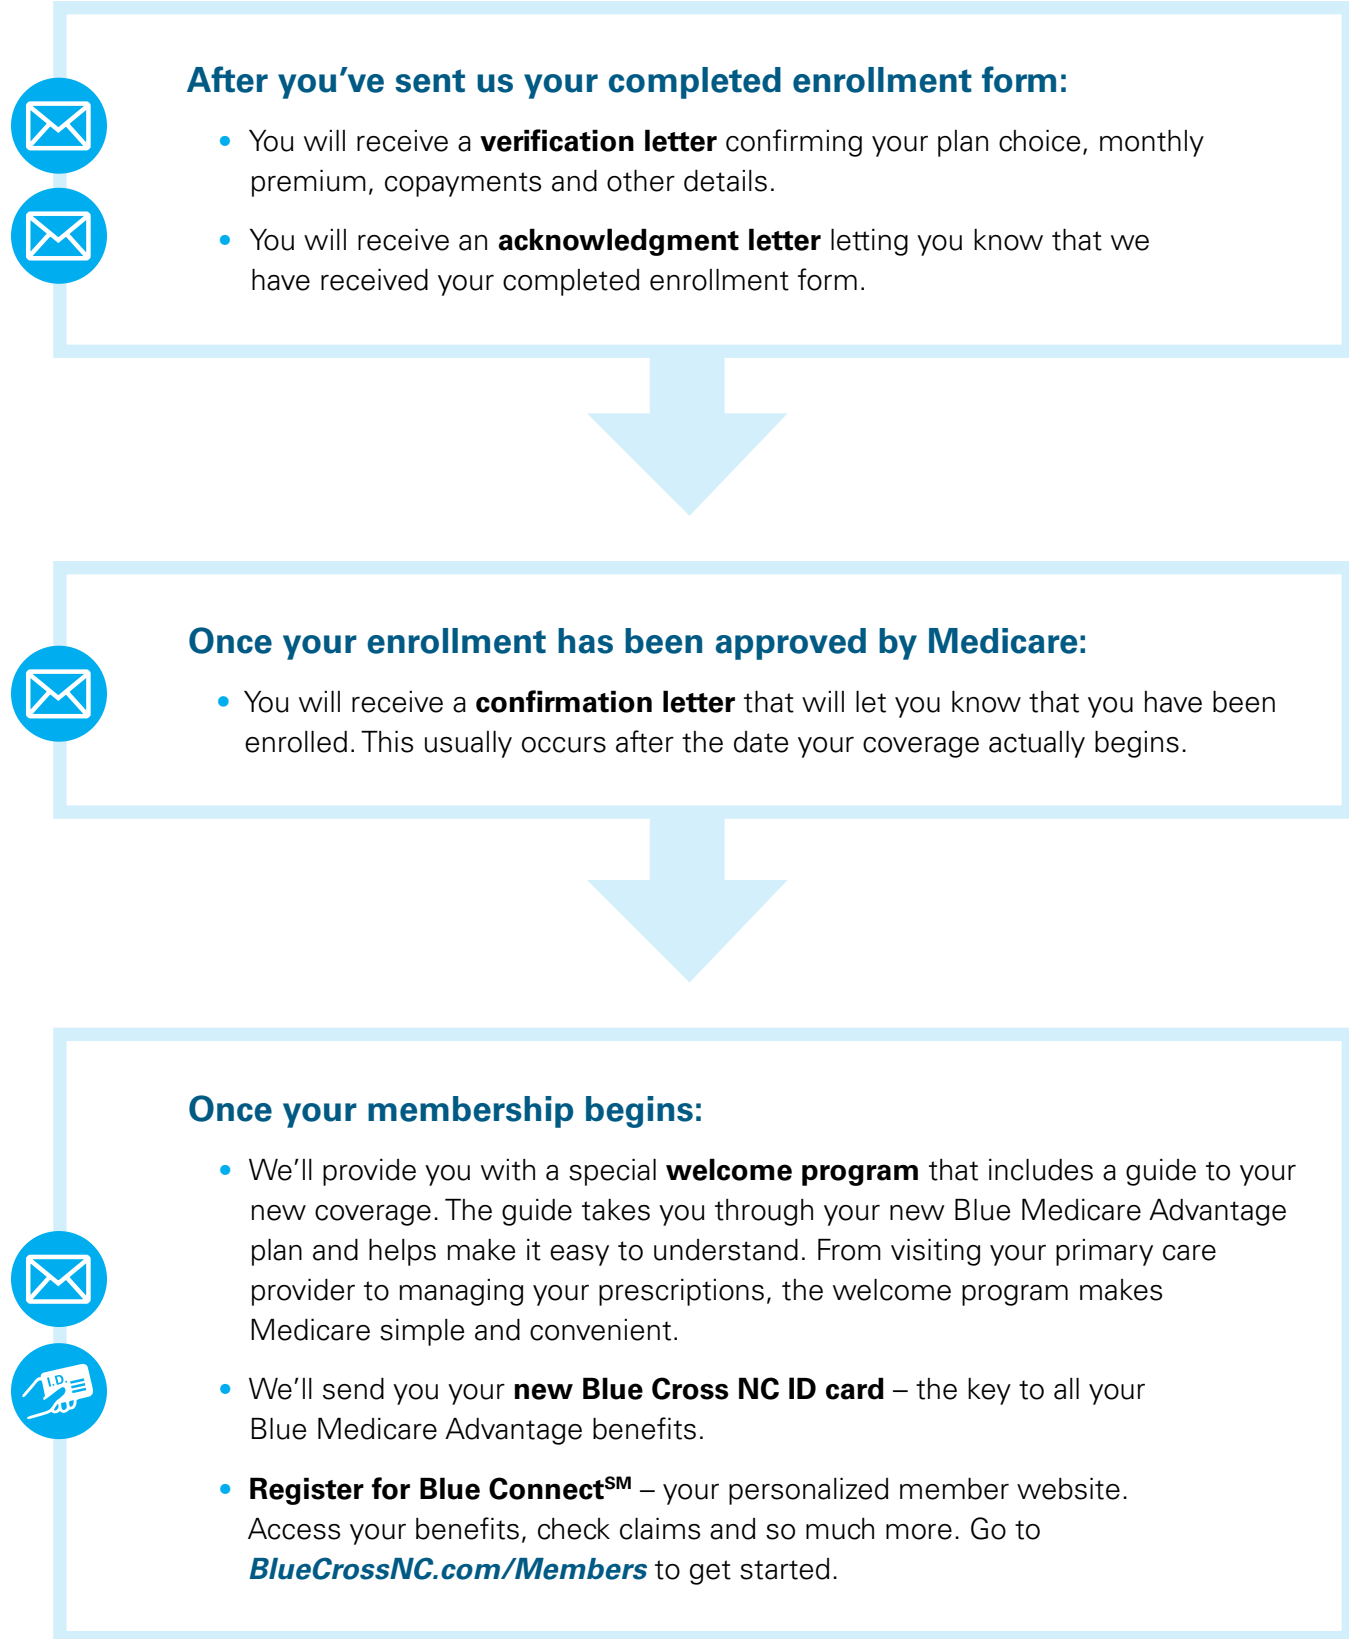 After you’ve sent us your completed enrollment form:
• You will receive a verification letter confirming your plan choice, monthly
premium, copayments and other details.
• You will receive an acknowledgment letter letting you know that we
have received your completed enrollment form.
Once your enrollment has been approved by Medicare:
• You will receive a confirmation letter that will let you know that you have been
enrolled. This usually occurs after the date your coverage actually begins.
Once your membership begins:
• We’ll provide you with a special welcome program that includes a guide to your
new coverage. The guide takes you through your new Blue Medicare Advantage
plan and helps make it easy to understand. From visiting your primary care
provider to managing your prescriptions, the welcome program makes
Medicare simple and convenient.
I.D.
• We’ll send you your new Blue Cross NC ID card – the key to all your
Blue Medicare Advantage benefits.
• Register for Blue Connect℠ – your personalized member website.
Access your benefits, check claims and so much more. Go to
BlueCrossNC.com/Members to get started.